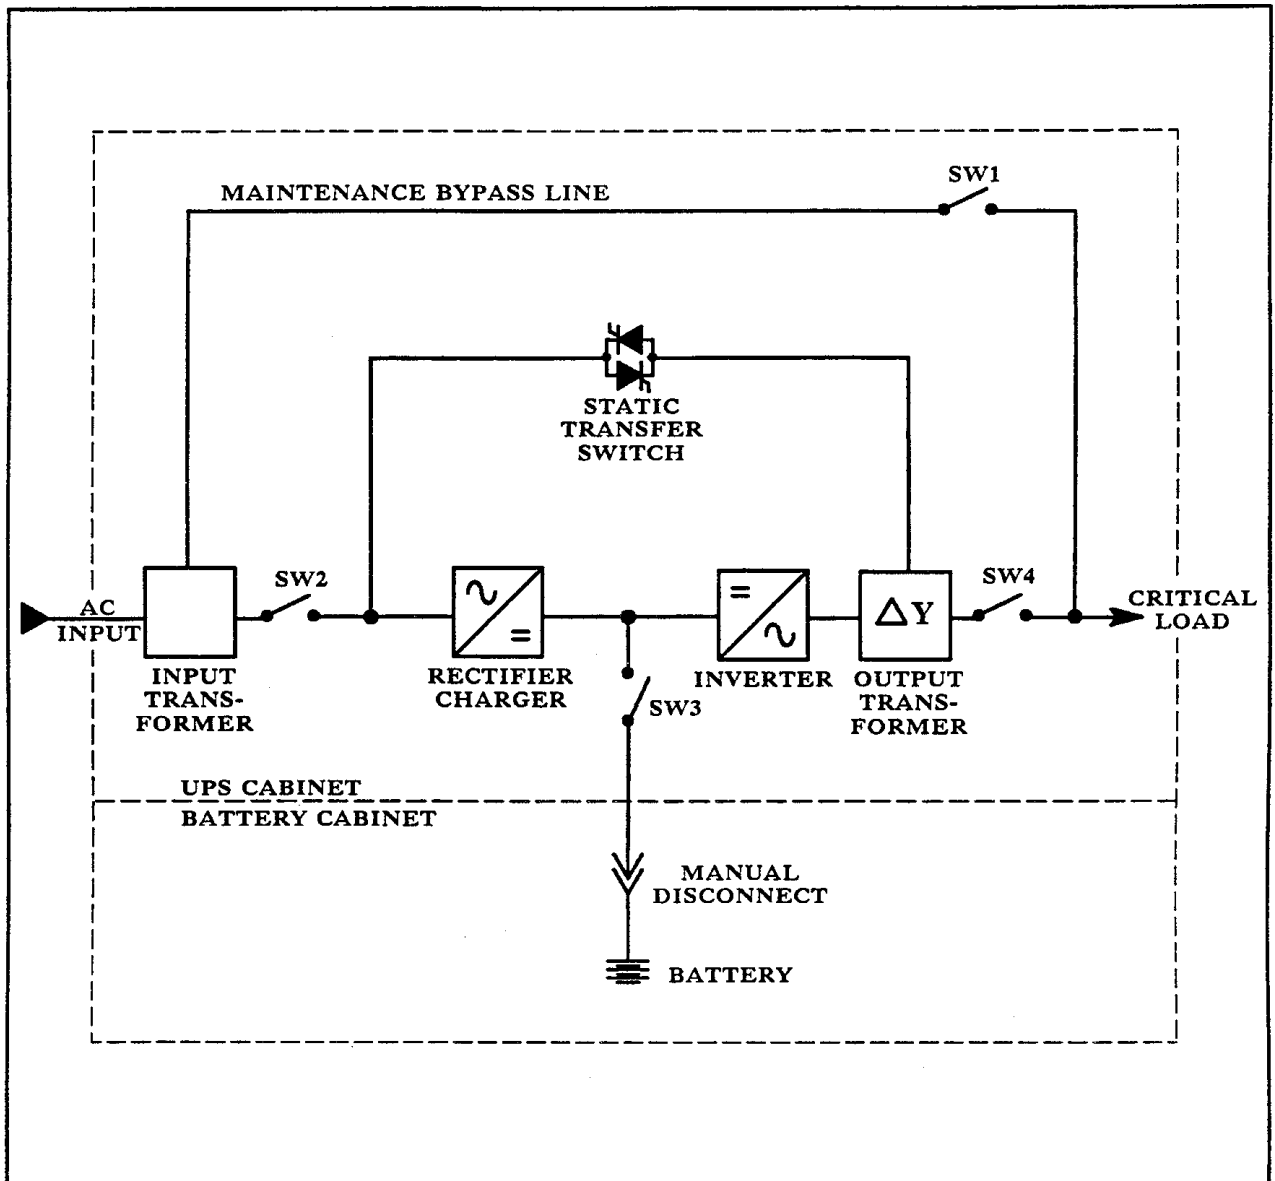 SW1
MAINTENANCE BYPASS LINE
STATIC
TRANSFER
SWITCH
SW2
SW4
AC
INPUT
∆Y
CRITICAL
LOAD
INPUT
TRANS-
FORMER
RECTIFIER
CHARGER
SW3
INVERTER
OUTPUT
TRANS-
FORMER
UPS CABINET
BATTERY CABINET
MANUAL
DISCONNECT
BATTERY